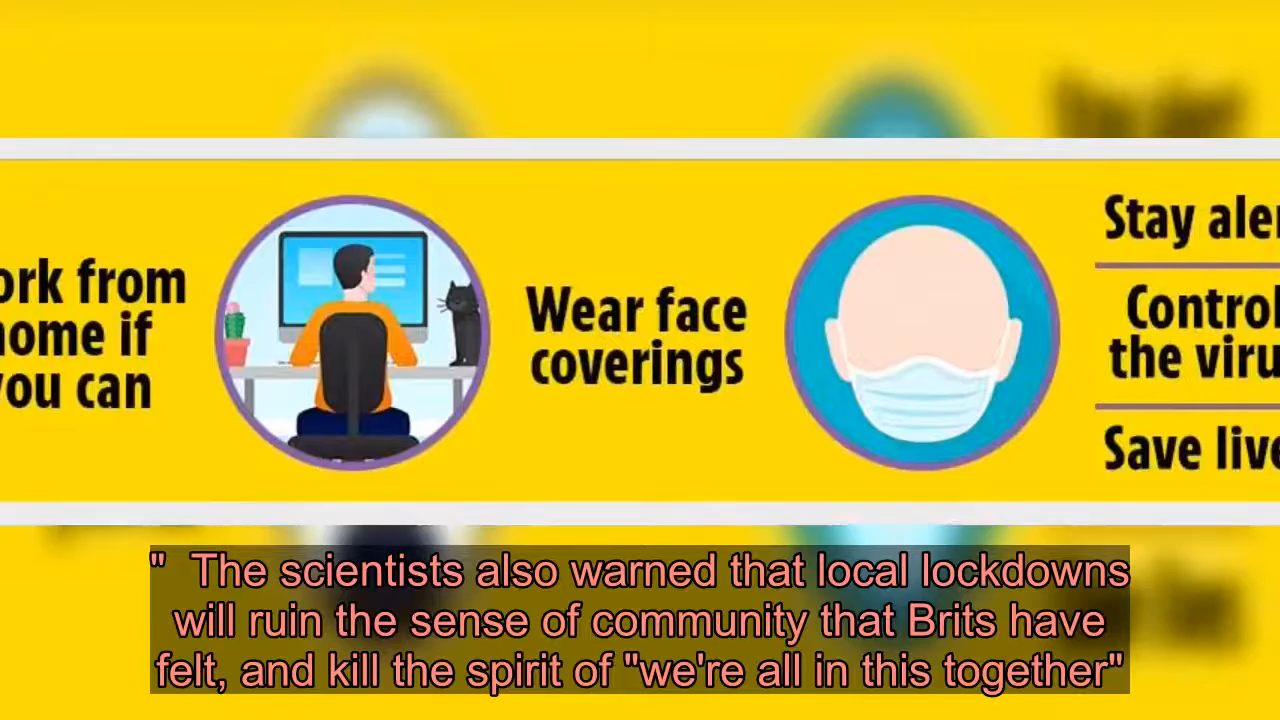 ork from
home if
you can
Wear face
coverings
Stay aler
Control
the viru
Save live
" The scientists also warned that local lockdowns
will ruin the sense of community that Brits have
felt, and kill the spirit of "we're all in this together"